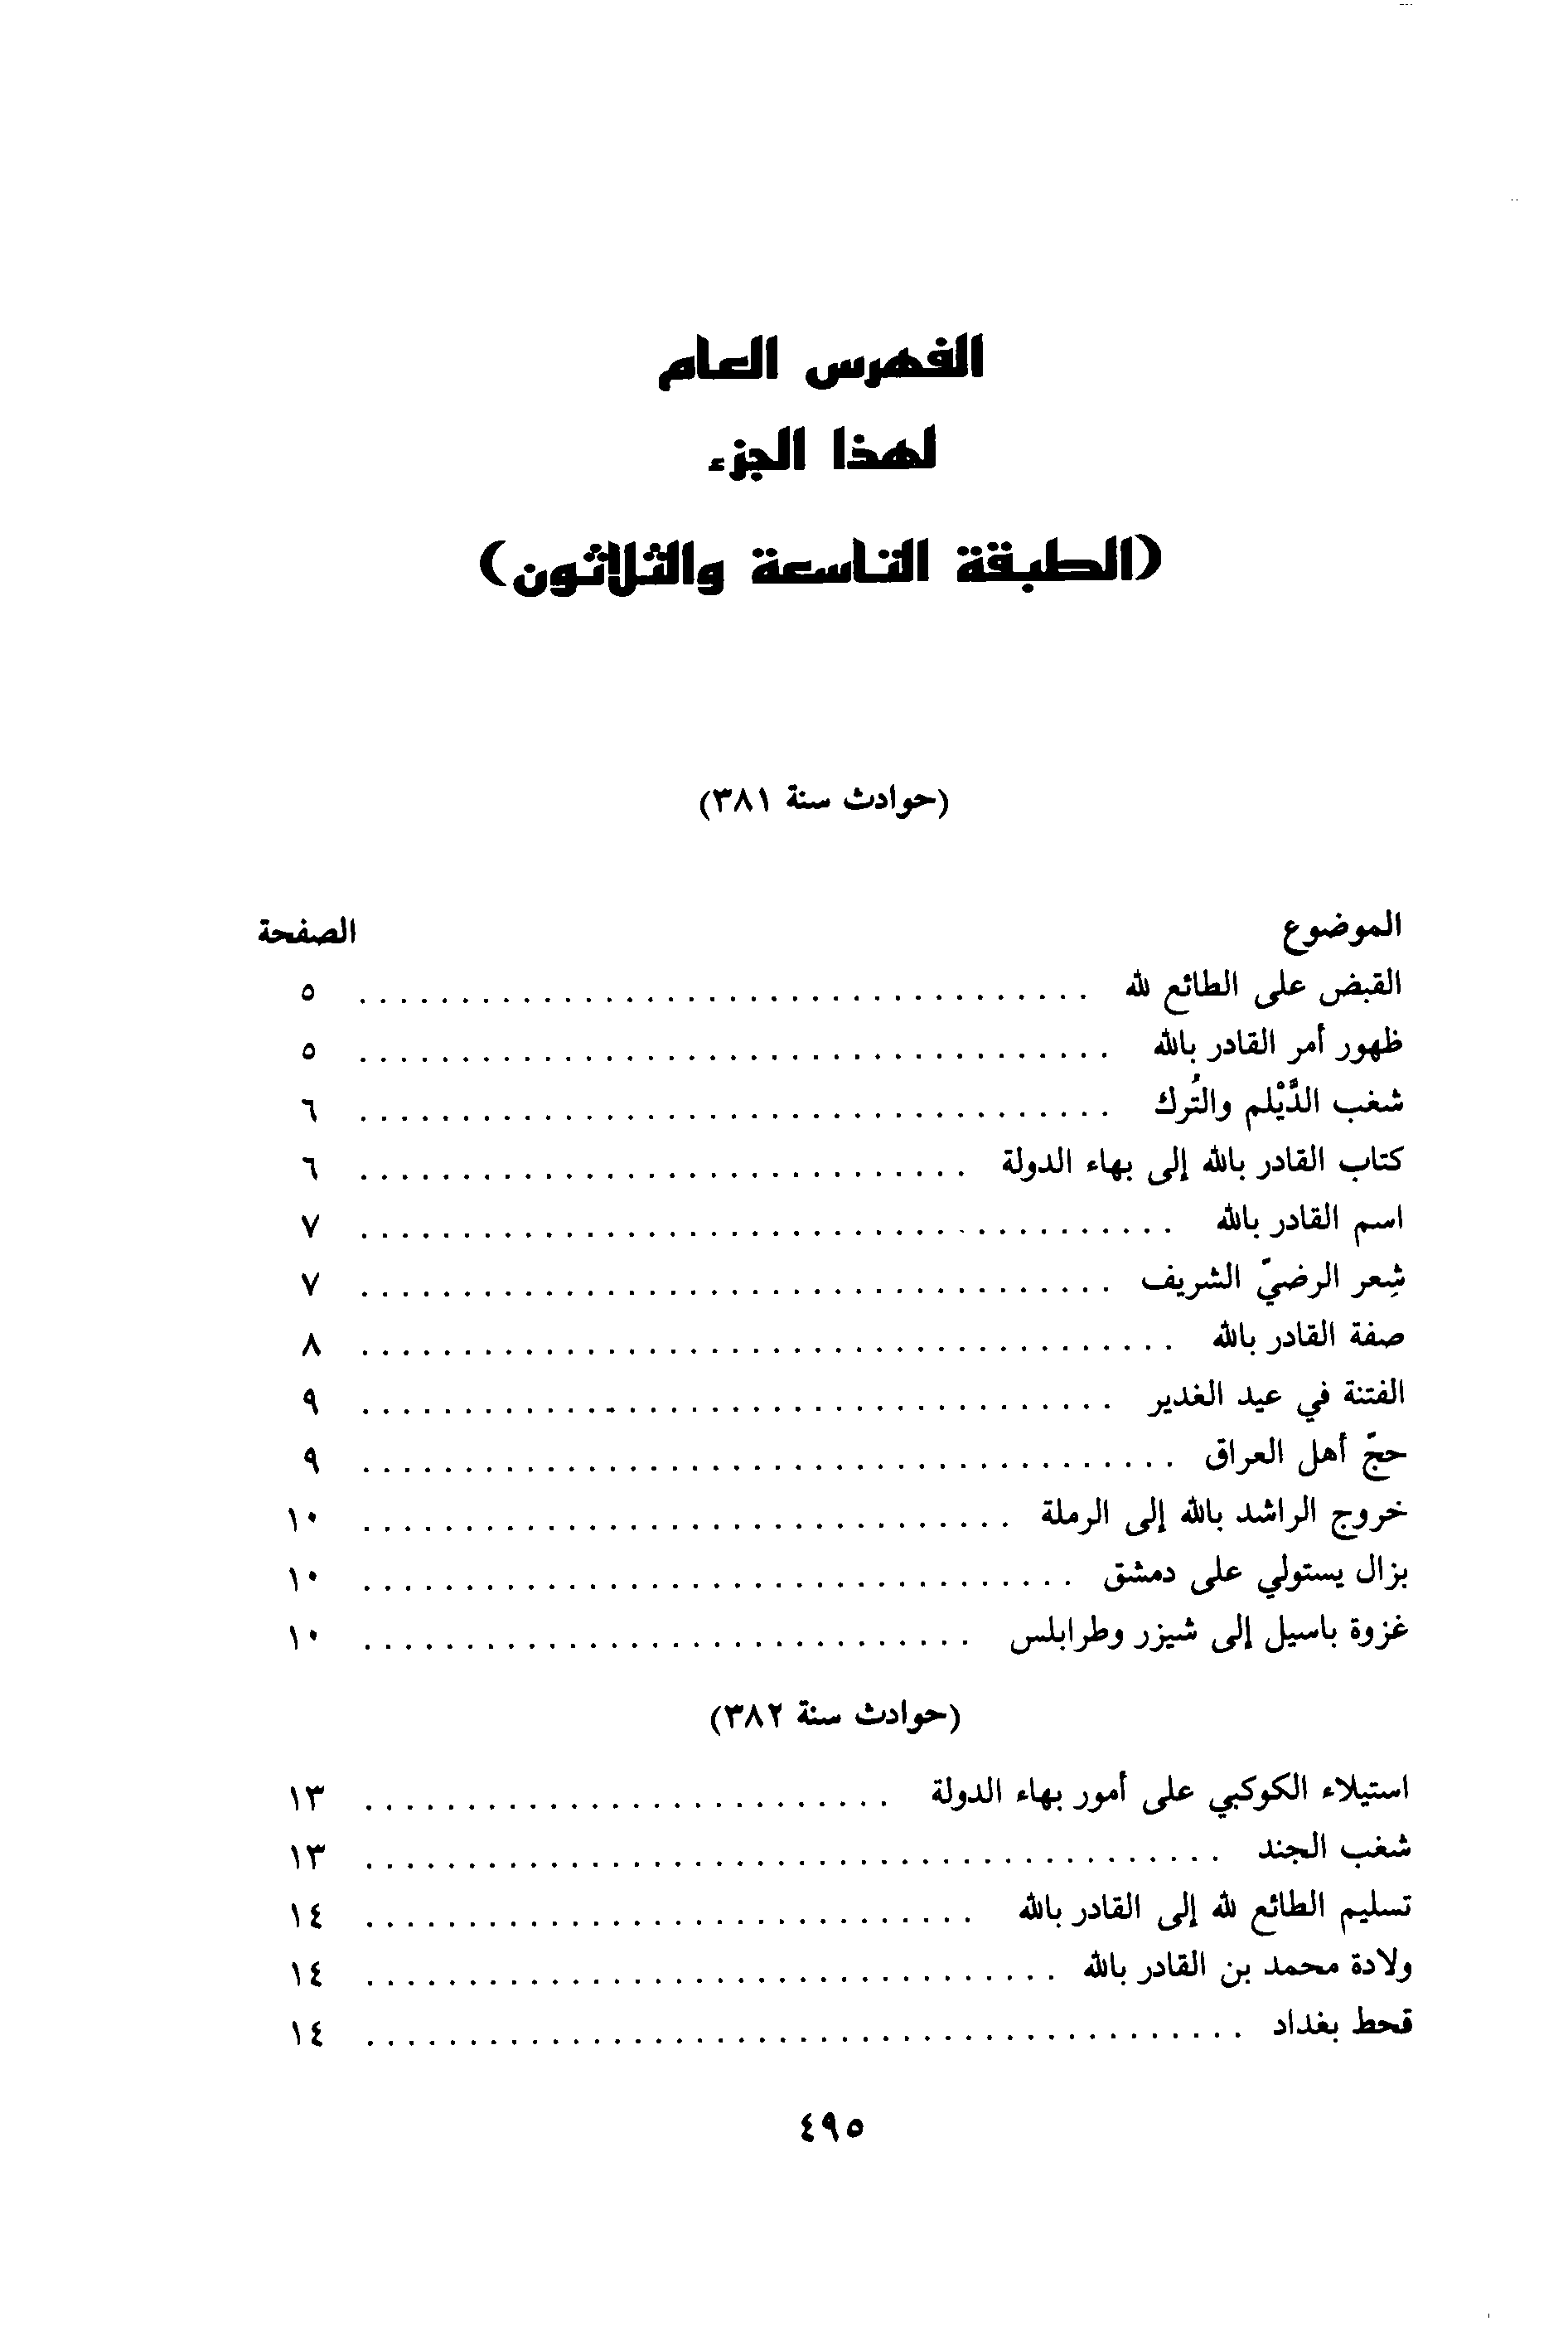 الفهرس العام
لهذا الجزء
(الطبقة التاسعة والثلاثون)
(حوادث سنة ٣٨١)
الموضوع الصفحة
القبض على الطائع لله . . . . . . . . . . ٥
ظهور أمر القادر بالله . . . . . . . . . . ٥
شغب الدَّيْلم والتُرك . . . . . . . . . . ٦
كتاب القادر بالله إلى بهاء الدولة . . . . . . . . . . ٦
اسم القادر بالله . . . . . . . . . . ٧
شِعر الرضيّ الشريف . . . . . . . . . . ٧
صفة القادر بالله . . . . . . . . . . ٨
الفتنة في عيد الغدير . . . . . . . . . . ٩
حجّ أهل العراق . . . . . . . . . . ٩
خروج الراشد بالله إلى الرملة . . . . . . . . . . ١٠
بزال يستولي على دمشق . . . . . . . . . . ١٠
غزوة باسيل إلى شيزر وطرابلس . . . . . . . . . . ١٠
(حوادث سنة ٣٨٢)
استيلاء الكوكبي على أمور بهاء الدولة . . . . . . . . . . ١٣
شغب الجند . . . . . . . . . . ١٣
تسليم الطائع لله إلى القادر بالله . . . . . . . . . . ١٤
ولادة محمد بن القادر بالله . . . . . . . . . . ١٤
قحط بغداد . . . . . . . . . . ١٤
٤٩٥